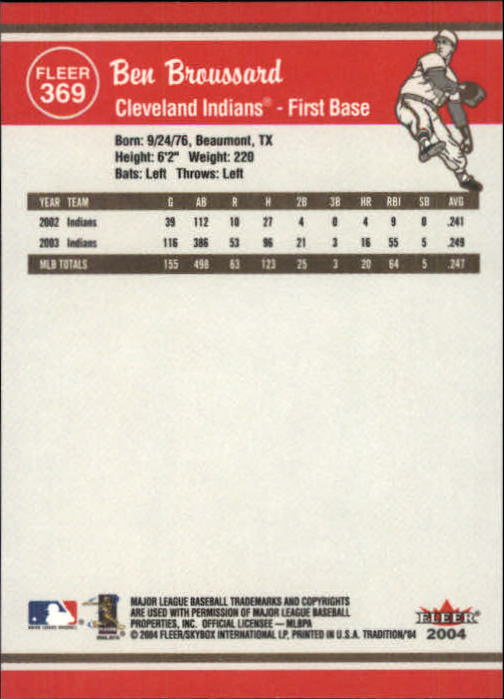 FLEER
369
Ben Broussard
Cleveland Indians® - First Base
Born: 9/24/76, Beaumont, TX
Height: 6'2" Weight: 220
Bats: Left Throws: Left
YEAR TEAM G AB R H 2B 3B HR RBI SB AVG
2002 Indians 39 112 10 27 4 0 4 9 0 .241
2003 Indians 116 386 53 96 21 3 16 55 5 .249
MLB TOTALS 155 498 63 123 25 3 20 64 5 .247
MAJOR LEAGUE BASEBALL TRADEMARKS AND COPYRIGHTS
ARE USED WITH PERMISSION OF MAJOR LEAGUE BASEBALL
PROPERTIES, INC. OFFICIAL LICENSEE — MLBPA
© 2004 FLEER/SKYBOX INTERNATIONAL LP, PRINTED IN U.S.A. TRADITION/'04
FLEER
2004